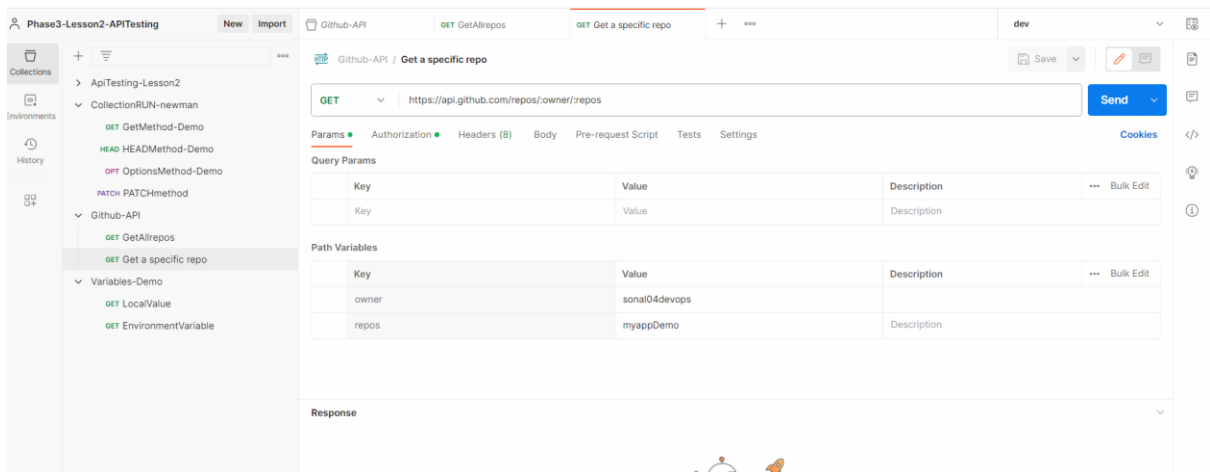 Phase3-Lesson2-APITesting New Import
Github-API GET GetAllrepos GET Get a specific repo + ooo dev
Collections
Environments
History
+ ooo
ApiTesting-Lesson2
CollectionRUN-newman
GET GetMethod-Demo
HEAD HEADMethod-Demo
OPT OptionsMethod-Demo
PATCH PATCHmethod
Github-API
GET GetAllrepos
GET Get a specific repo
Variables-Demo
GET LocalValue
GET EnvironmentVariable
HTTP Github-API / Get a specific repo Save
GET https://api.github.com/repos/:owner/:repos Send
Params Authorization Headers (8) Body Pre-request Script Tests Settings Cookies
Query Params
Key Value Description ••• Bulk Edit
Key Value Description
Path Variables
Key Value Description ••• Bulk Edit
owner sonal04devops
repos myappDemo Description
Response